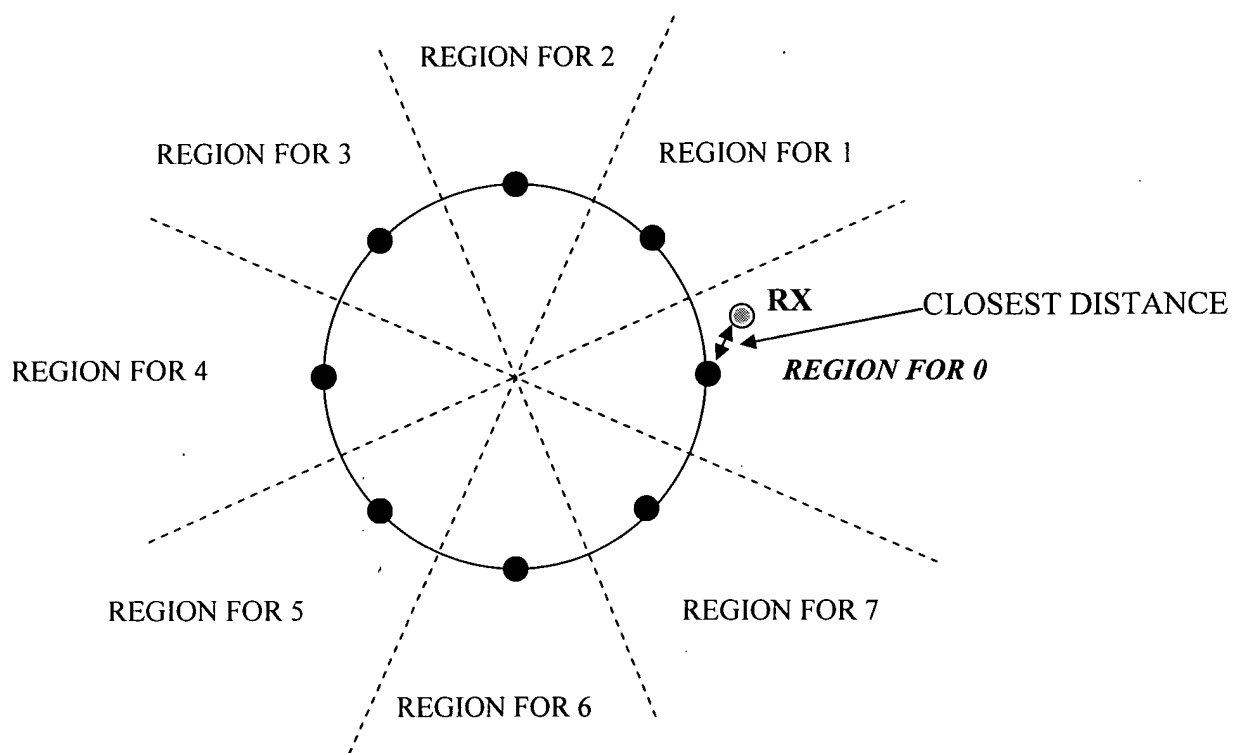 REGION FOR 2
REGION FOR 3
REGION FOR 1
RX
CLOSEST DISTANCE
REGION FOR 4
REGION FOR 0
REGION FOR 5
REGION FOR 7
REGION FOR 6